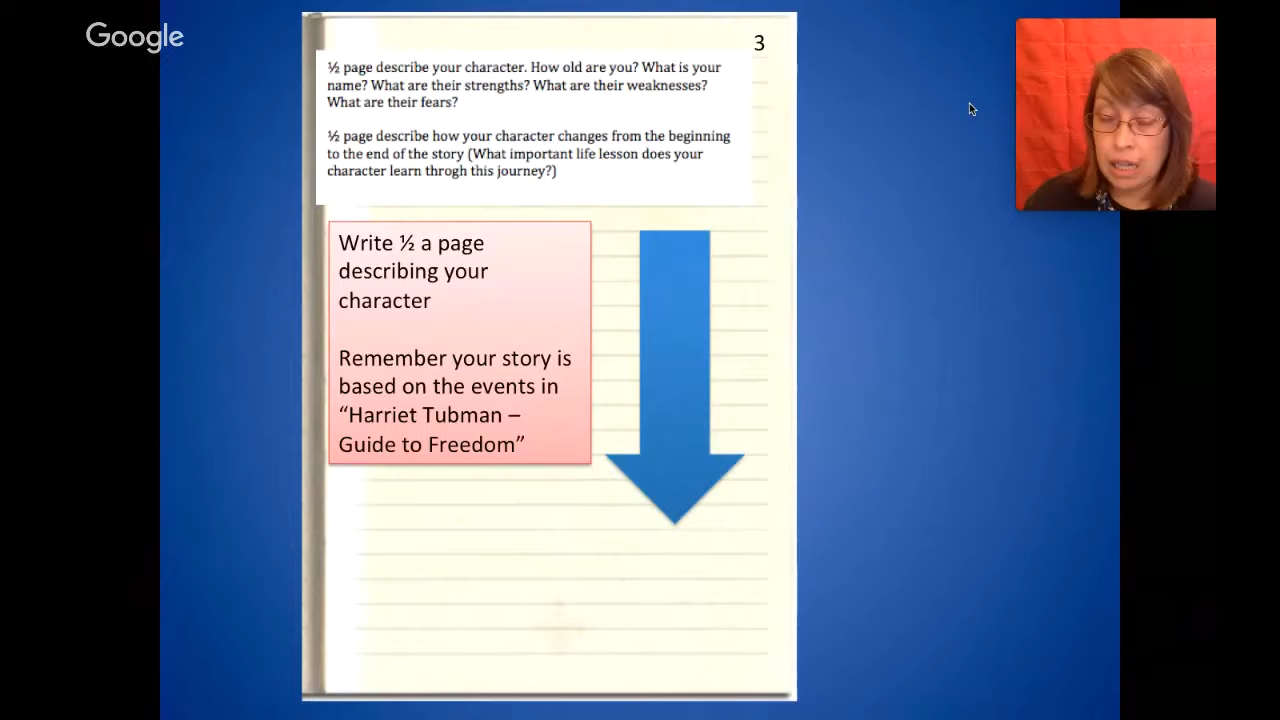 Google
3
½ page describe your character. How old are you? What is your
name? What are their strengths? What are their weaknesses?
What are their fears?
½ page describe how your character changes from the beginning
to the end of the story (What important life lesson does your
character learn throgh this journey?)
Write ½ a page
describing your
character
Remember your story is
based on the events in
“Harriet Tubman –
Guide to Freedom”